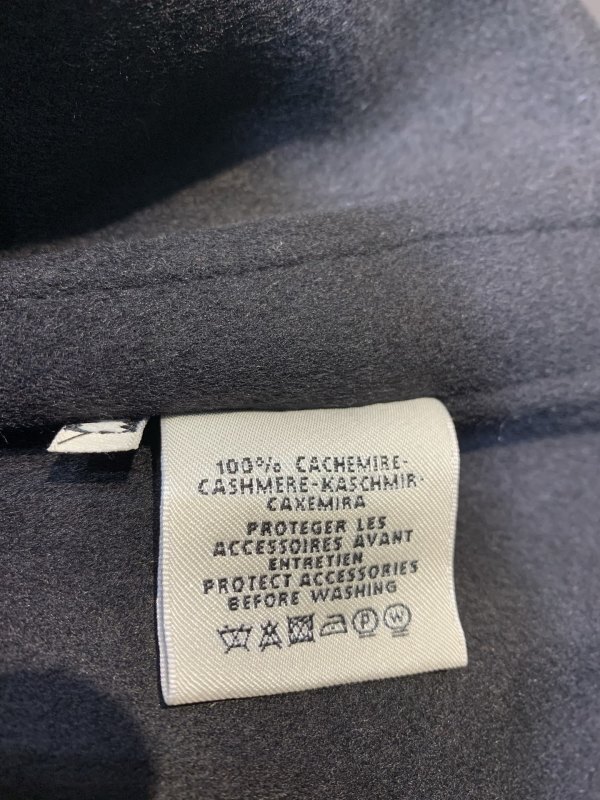 100% CACHEMIRE-
CASHMERE-KASCHMIR-
CAXEMIRA
PROTEGER LES
ACCESSOIRES AVANT
ENTRETIEN
PROTECT ACCESSORIES
BEFORE WASHING
P W